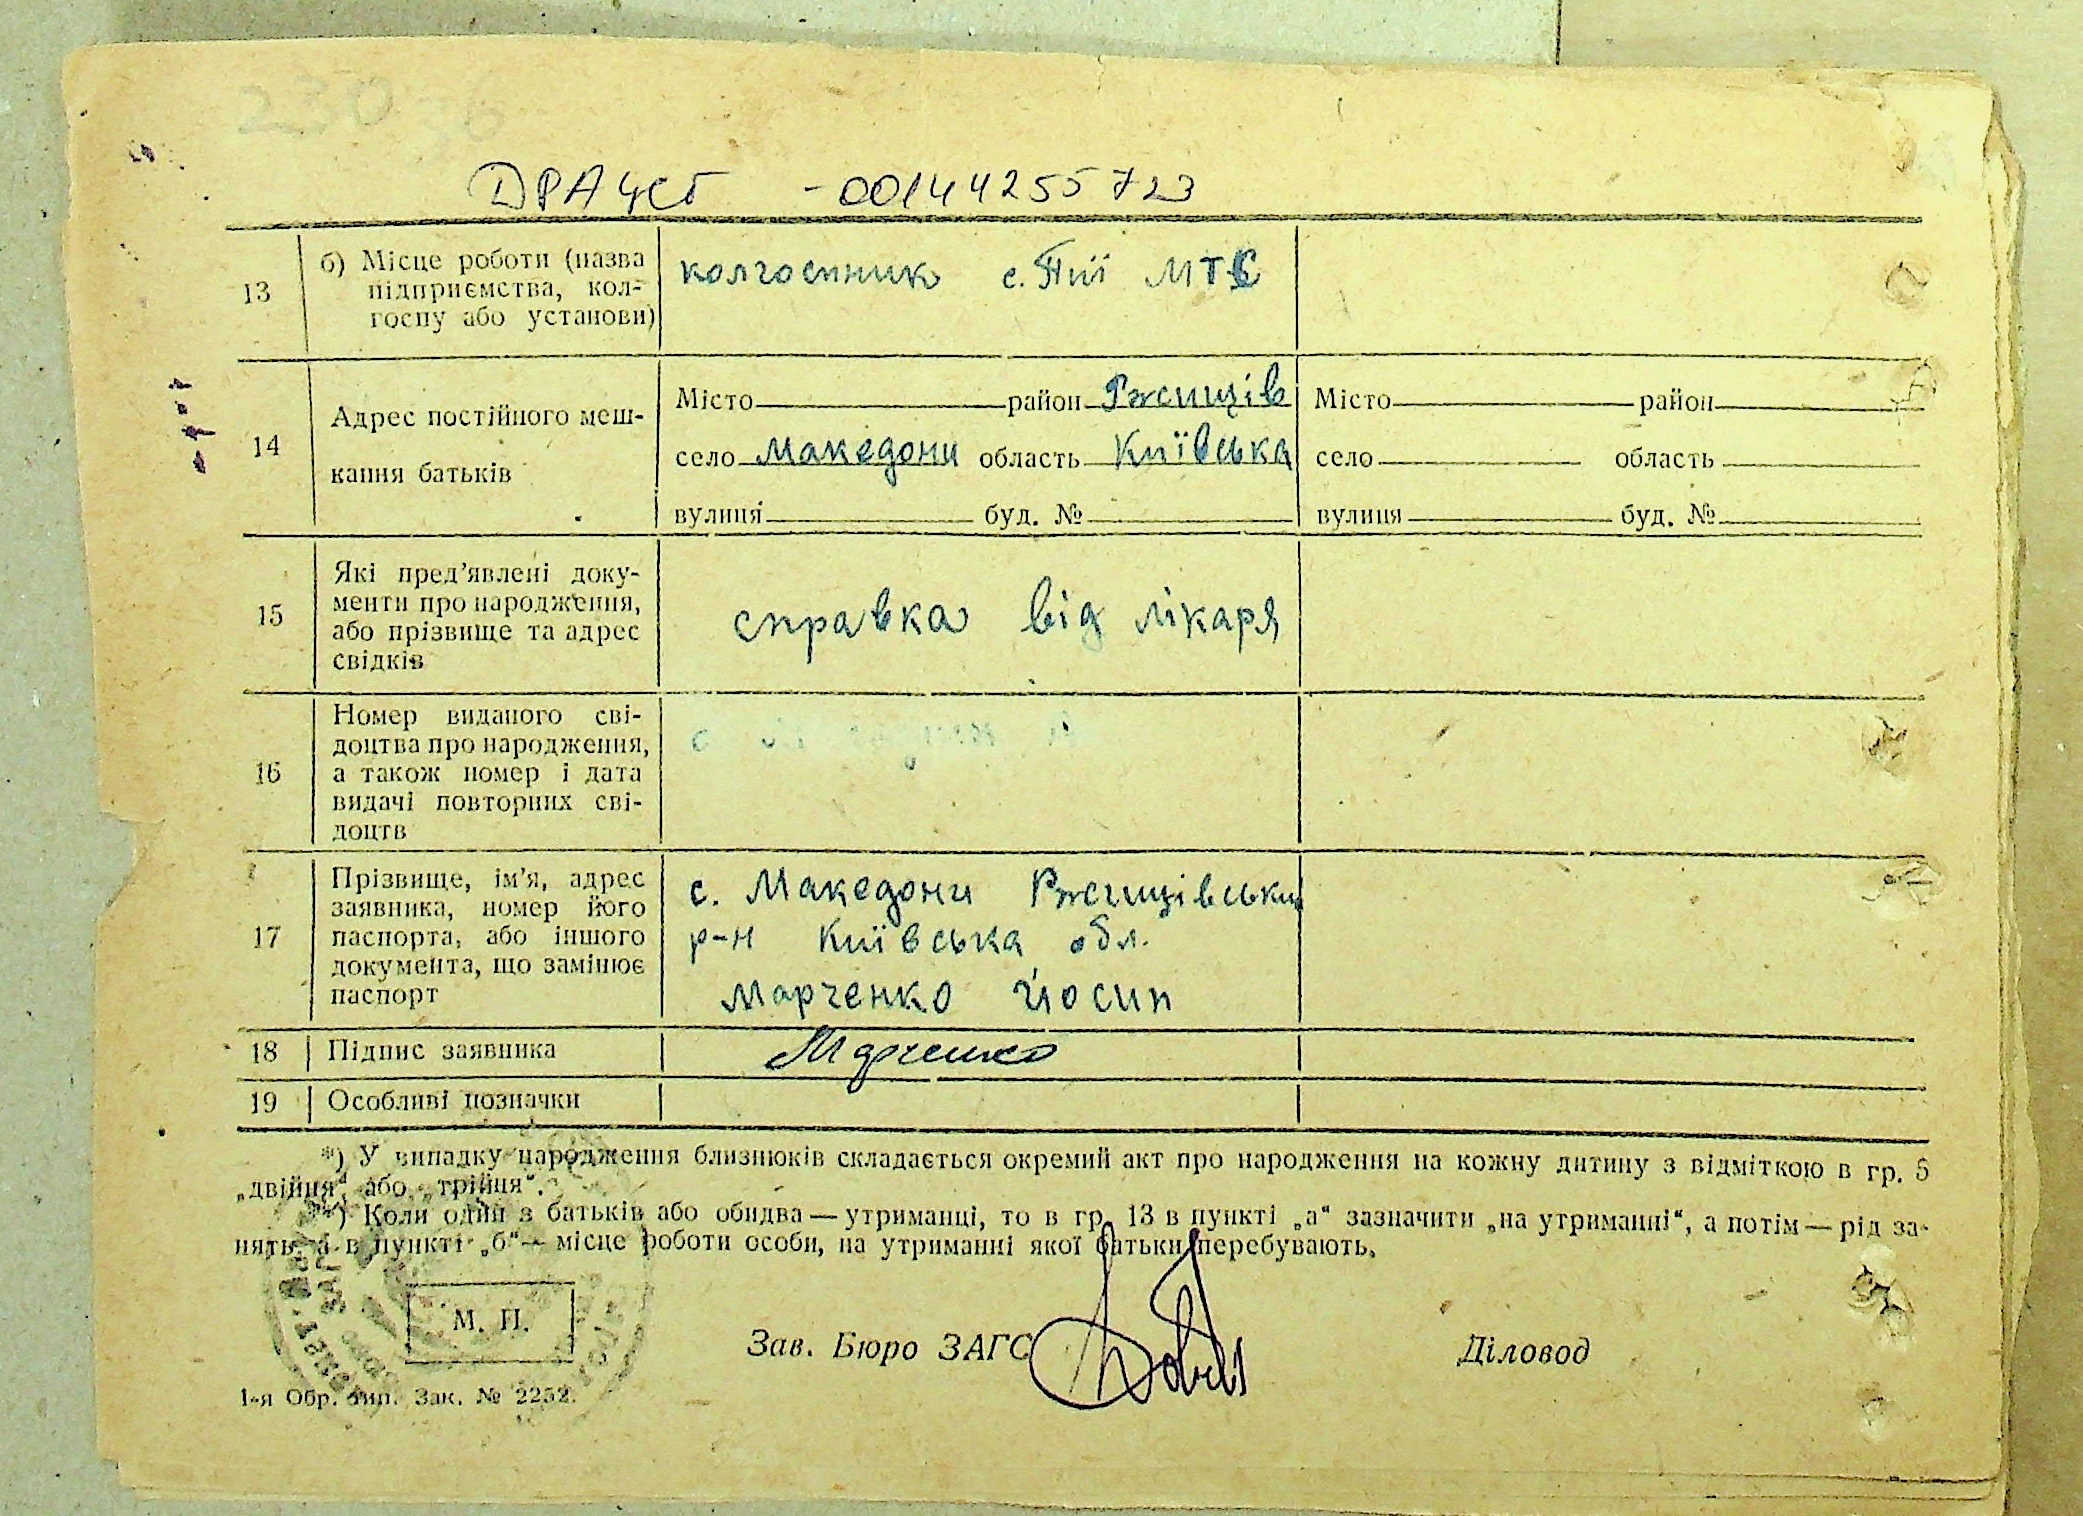 230
ДРАЦСГ -00144255723
13 б) Місце роботи (назва підприємства, колгоспу або установи) колгоспник с. Пії МТС
14 Адрес постійного мешкання батьків
Місто район Ржищів Місто район
село Македони область Київська село область
вулиця буд. № вулиця буд. №
15 Які пред'явлені документи про народження, або прізвище та адрес свідків справка від лікаря
16 Номер виданого свідоцтва про народження, а також номер і дата видачі повторних свідоцтв
17 Прізвище, ім'я, адрес заявника, номер його паспорта, або іншого документа, що замінює паспорт
с. Македони Ржищівський
р-н Київська обл.
Марченко Йосип
18 Підпис заявника Марченко
19 Особливі позначки
*) У випадку народження близнюків складається окремий акт про народження на кожну дитину з відміткою в гр. 5
„двійня“ або „трійня“.
**) Коли один з батьків або обидва — утриманці, то в гр. 13 в пункті „а“ зазначити „на утриманні“, а потім — рід за-
нять, а в пункті „б“ — місце роботи особи, на утриманні якої батьки перебувають.
М. П.
Зав. Бюро ЗАГС Діловод
1-я Обр. тип. Зак. № 2252.